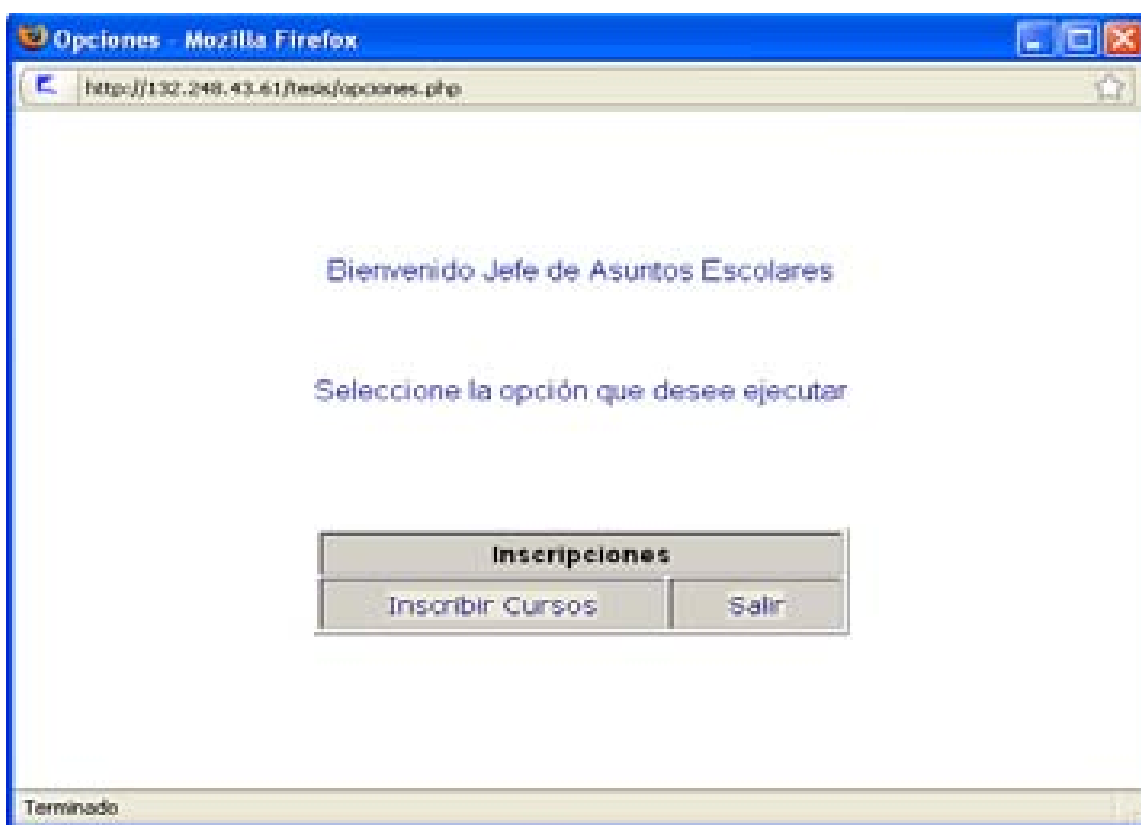 Opciones - Mozilla Firefox
http://132.248.43.61/tesis/opciones.php
Bienvenido Jefe de Asuntos Escolares
Seleccione la opción que desee ejecutar
Inscripciones
Inscribir Cursos Salir
Terminado